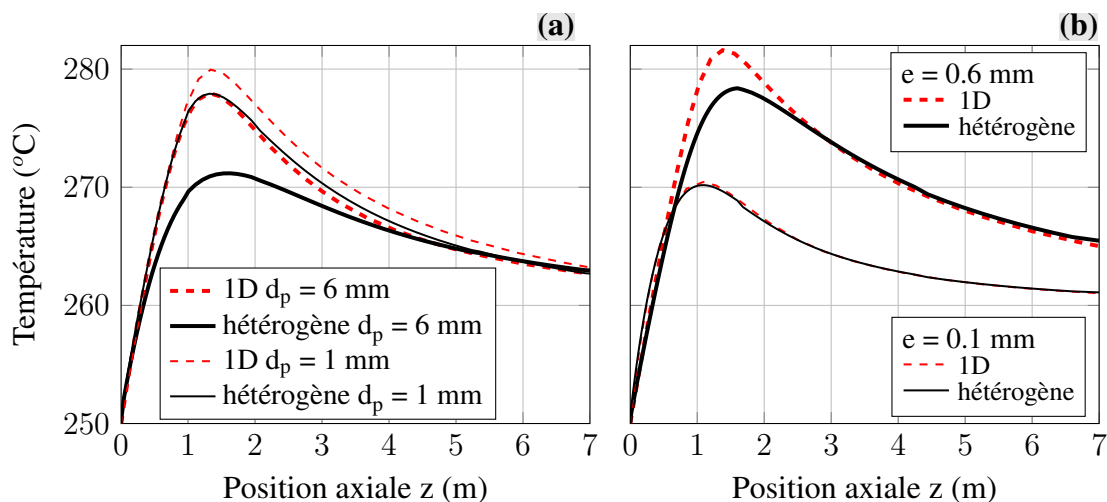 (a)
Température (°C)
280
270
260
250
0 1 2 3 4 5 6 7
Position axiale z (m)
1D dp = 6 mm
hétérogène dp = 6 mm
1D dp = 1 mm
hétérogène dp = 1 mm
(b)
e = 0.6 mm
1D
hétérogène
e = 0.1 mm
1D
hétérogène
0 1 2 3 4 5 6 7
Position axiale z (m)